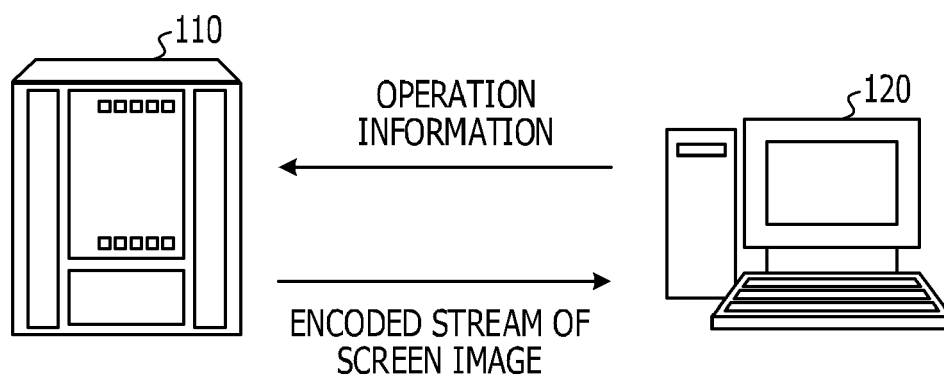 110
OPERATION
INFORMATION
120
ENCODED STREAM OF
SCREEN IMAGE